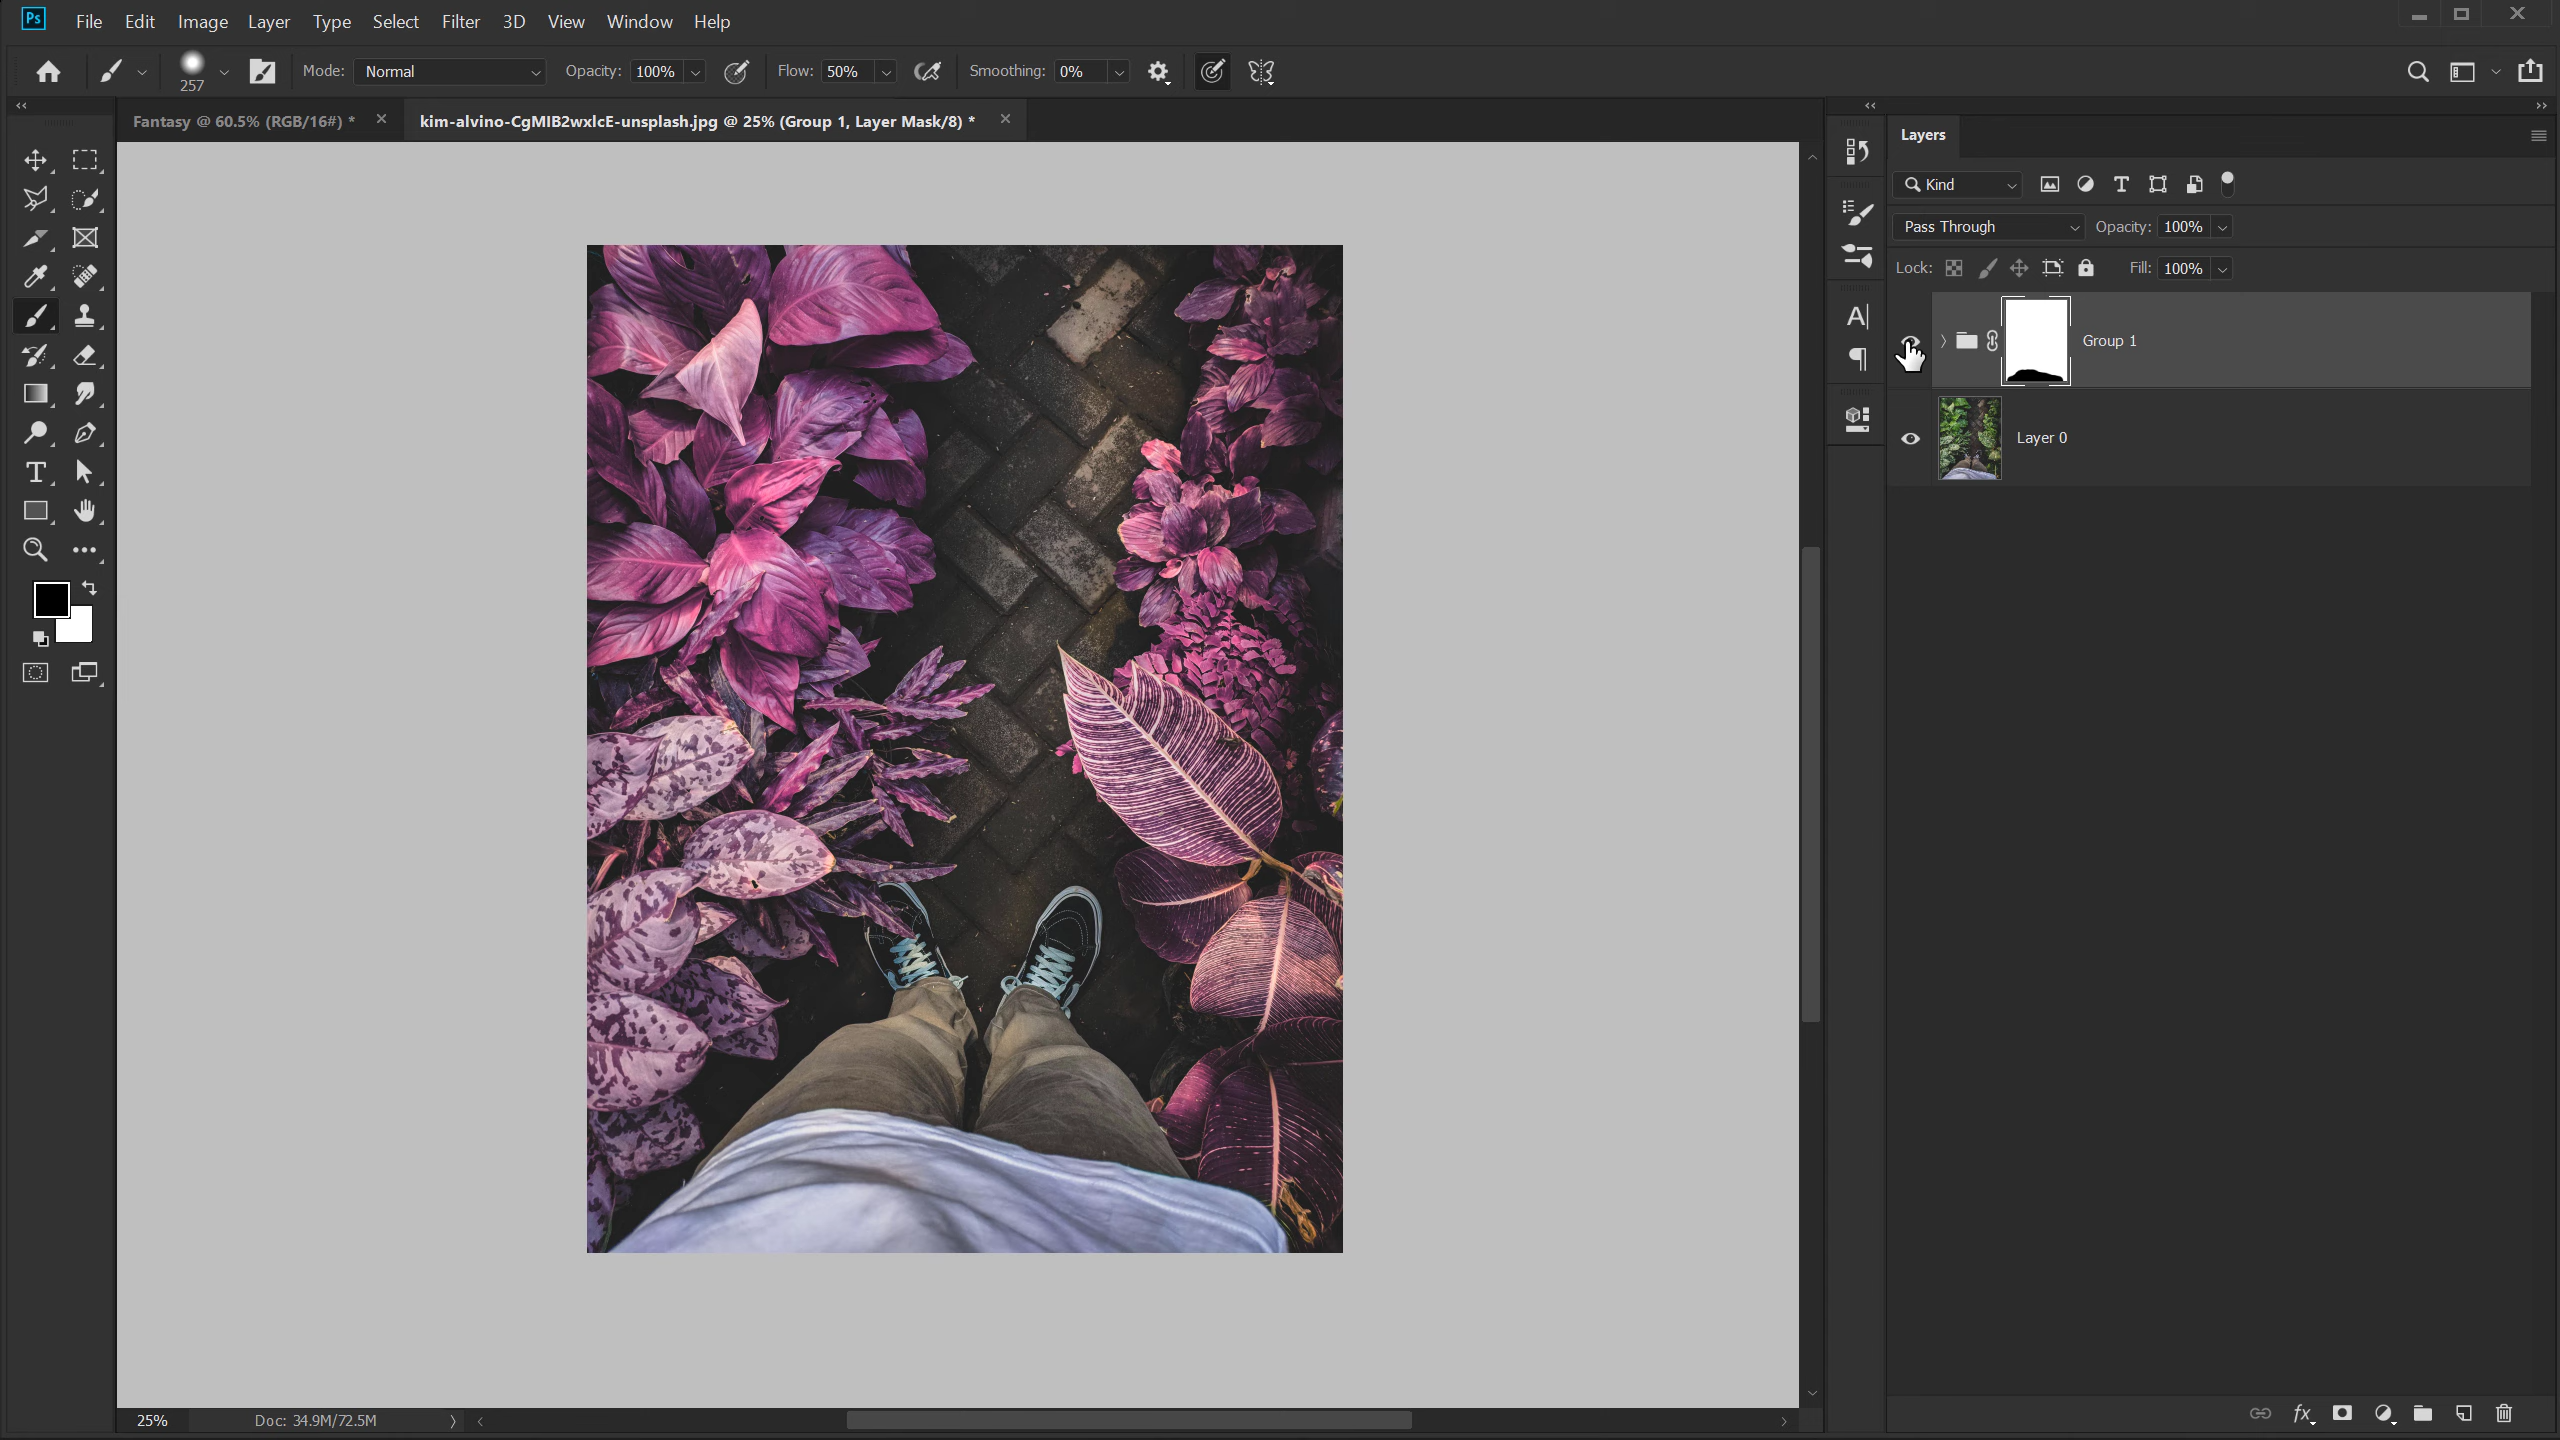 Ps File Edit Image Layer Type Select Filter 3D View Window Help
257 Mode: Normal Opacity: 100% Flow: 50% Smoothing: 0%
Fantasy @ 60.5% (RGB/16#) * kim-alvino-CgMIB2wxlcE-unsplash.jpg @ 25% (Group 1, Layer Mask/8) *
Layers
Kind
Pass Through Opacity: 100%
Lock: Fill: 100%
Group 1
Layer 0
25% Doc: 34.9M/72.5M